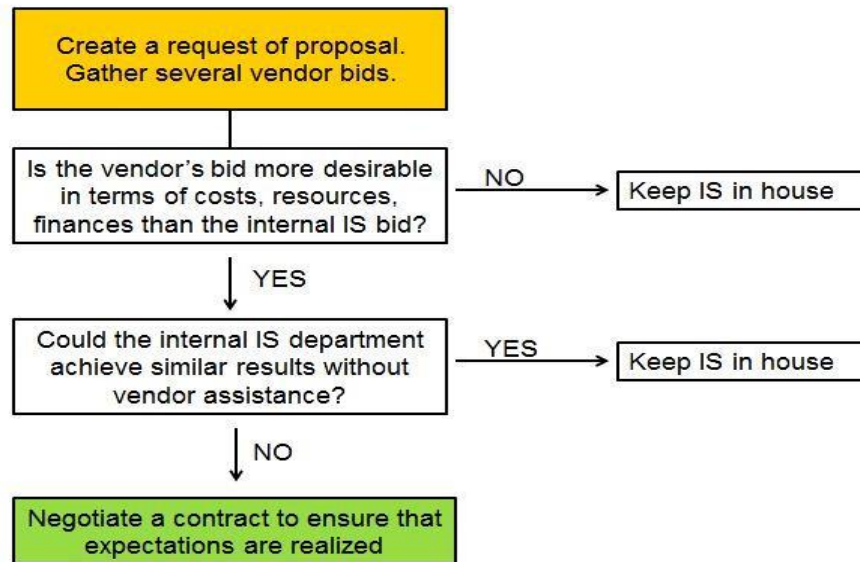 Create a request of proposal.
Gather several vendor bids.
Is the vendor's bid more desirable
in terms of costs, resources,
finances than the internal IS bid?
NO
Keep IS in house
YES
Could the internal IS department
achieve similar results without
vendor assistance?
YES
Keep IS in house
NO
Negotiate a contract to ensure that
expectations are realized